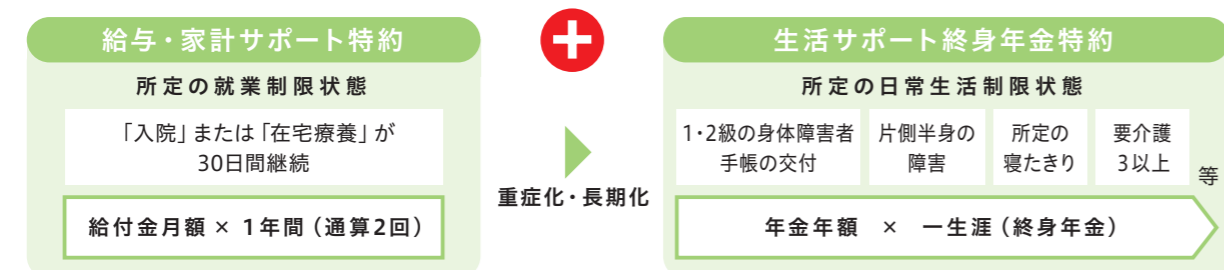 給与・家計サポート特約
所定の就業制限状態
「入院」または「在宅療養」が
30日間継続
給付金月額 × 1年間（通算2回）
重症化・長期化
生活サポート終身年金特約
所定の日常生活制限状態
1・2級の身体障害者
手帳の交付
片側半身の
障害
所定の
寝たきり
要介護
3以上
等
年金年額 × 一生涯（終身年金）